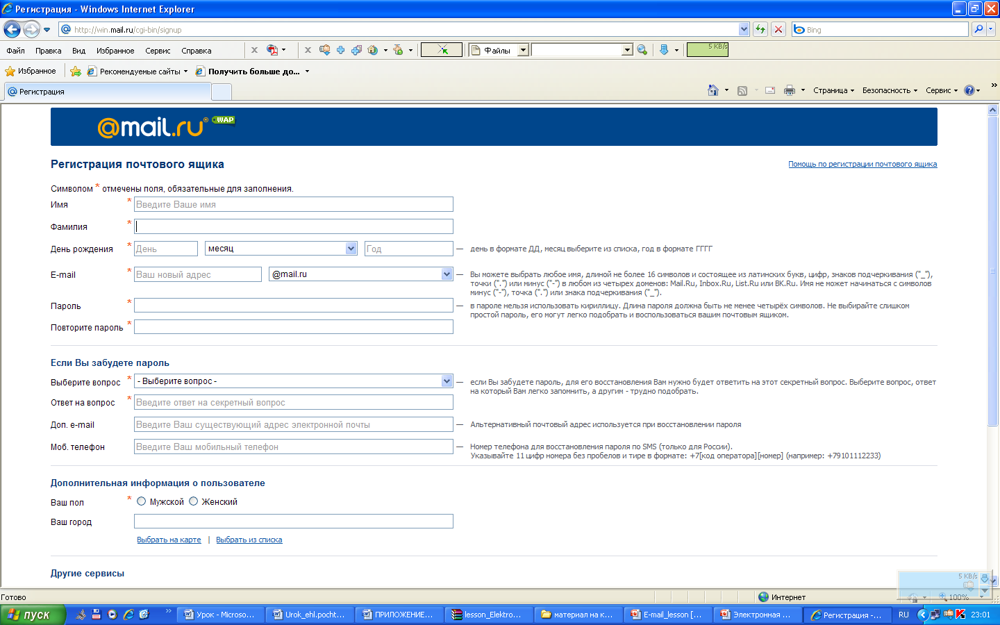 Регистрация - Windows Internet Explorer
http://win.mail.ru/cgi-bin/signup
Bing
Файл Правка Вид Избранное Сервис Справка
Файлы
5 KB/s
Избранное Рекомендуемые сайты Получить больше до...
Регистрация
Страница Безопасность Сервис
@mail.ru® WAP
Регистрация почтового ящика
Помощь по регистрации почтового ящика
Символом * отмечены поля, обязательные для заполнения.
Имя * Введите Ваше имя
Фамилия *
День рождения * День месяц Год — день в формате ДД, месяц выберите из списка, год в формате ГГГГ
E-mail * Ваш новый адрес @mail.ru — Вы можете выбрать любое имя, длиной не более 16 символов и состоящее из латинских букв, цифр, знаков подчеркивания ("_"),
точки (".") или минус ("-") в любом из четырех доменов: Mail.Ru, Inbox.Ru, List.Ru или BK.Ru. Имя не может начинаться с символов
минус ("-"), точка (".") или знака подчеркивания ("_").
Пароль * — в пароле нельзя использовать кириллицу. Длина пароля должна быть не менее четырёх символов. Не выбирайте слишком
простой пароль, его могут легко подобрать и воспользоваться вашим почтовым ящиком.
Повторите пароль *
Если Вы забудете пароль
Выберите вопрос * - Выберите вопрос - — если Вы забудете пароль, для его восстановления Вам нужно будет ответить на этот секретный вопрос. Выберите вопрос, ответ
на который Вам легко запомнить, а другим - трудно подобрать.
Ответ на вопрос * Введите ответ на секретный вопрос
Доп. e-mail Введите Ваш существующий адрес электронной почты — Альтернативный почтовый адрес используется при восстановлении пароля
Моб. телефон Введите Ваш мобильный телефон — Номер телефона для восстановления пароля по SMS (только для России).
Указывайте 11 цифр номера без пробелов и тире в формате: +7[код оператора][номер] (например: +79101112233)
Дополнительная информация о пользователе
Ваш пол * Мужской Женский
Ваш город
Выбрать на карте | Выбрать из списка
Другие сервисы
5 KB/s
Готово Интернет 100%
пуск Урок - Microso... Urok_ehl.pocht... ПРИЛОЖЕНИЕ... lesson_Elektro... материал на к... E-mail_lesson [... Электронная ... Регистрация -... RU 23:01